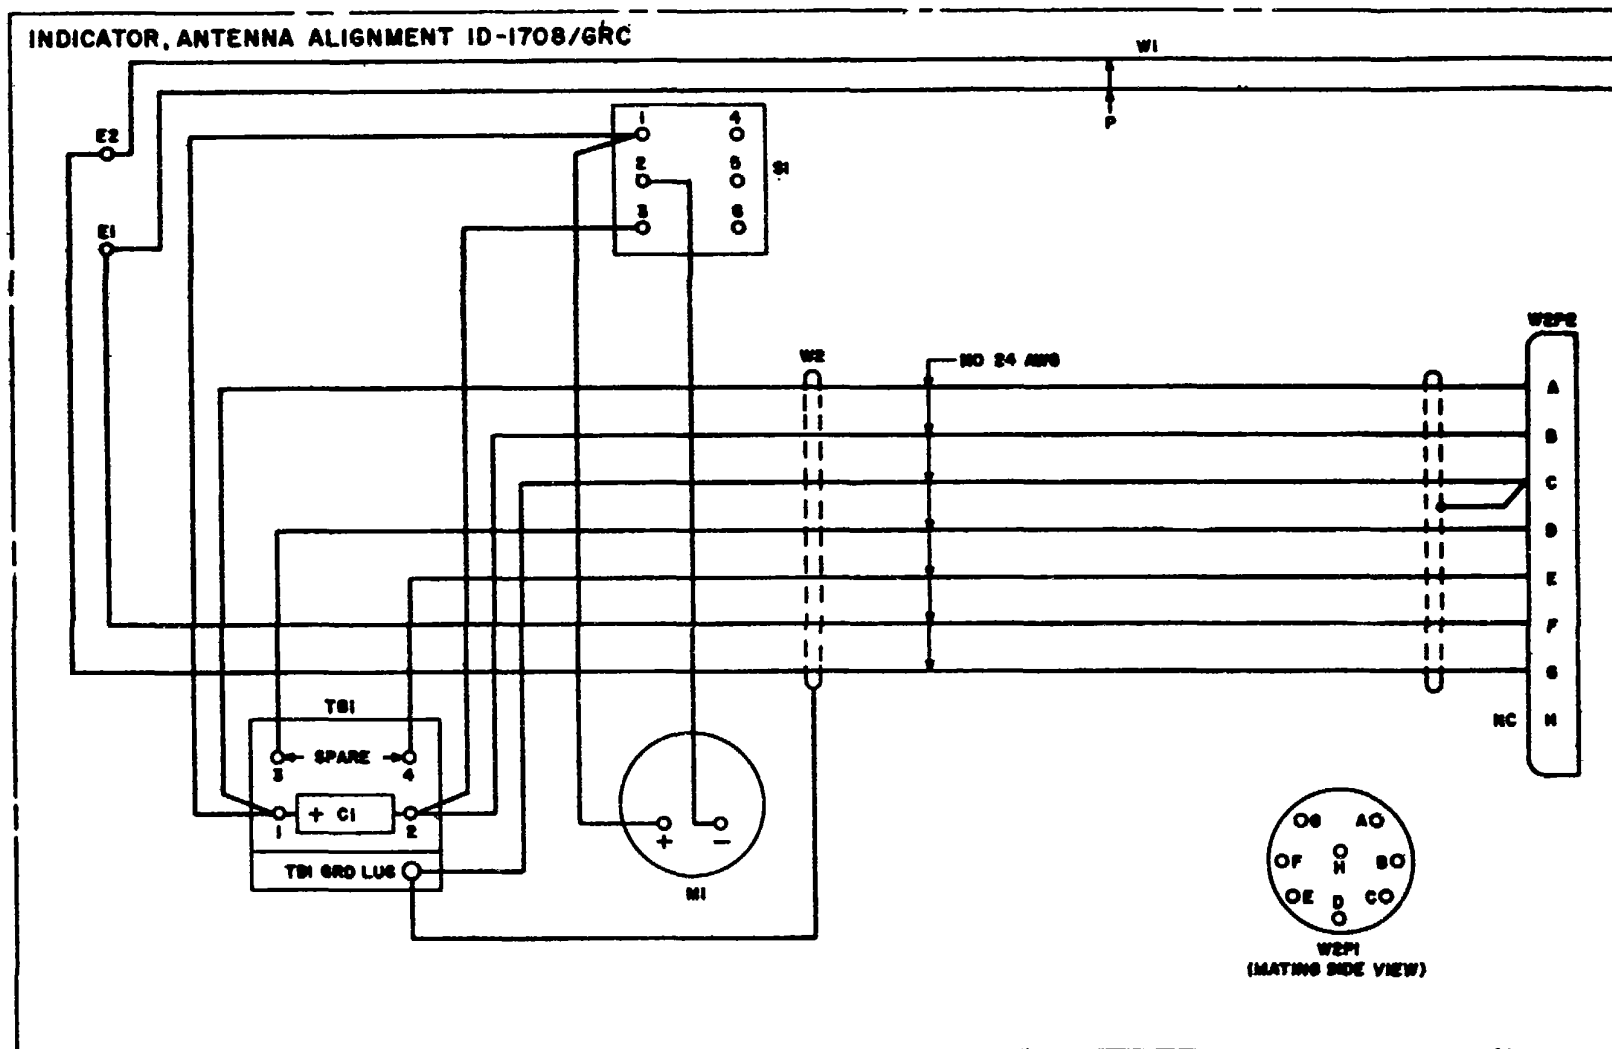 INDICATOR, ANTENNA ALIGNMENT ID-1708/GRC
W1
P
E2
E1
1 4
2 5
3 6
S1
W2P2
W2
NO 24 AWG
A
B
C
D
E
F
G
NC H
TB1
SPARE
3 4
+ C1
1 2
TB1 GRD LUG
+ -
M1
G A
F H B
E D C
W2P1
(MATING SIDE VIEW)